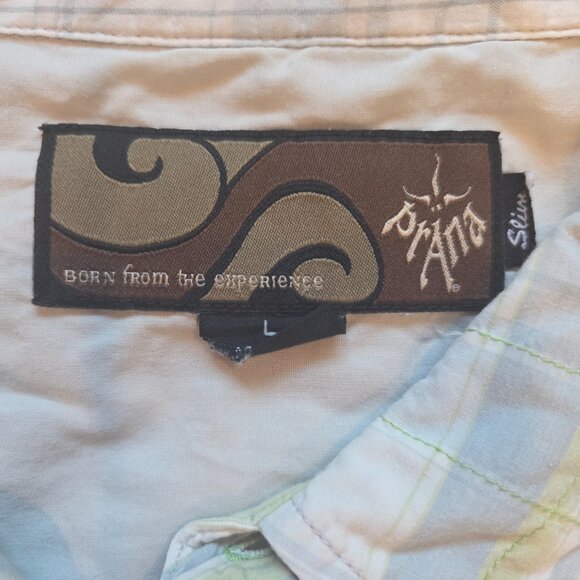 prAna
®
Slim
BORN from the experience
L